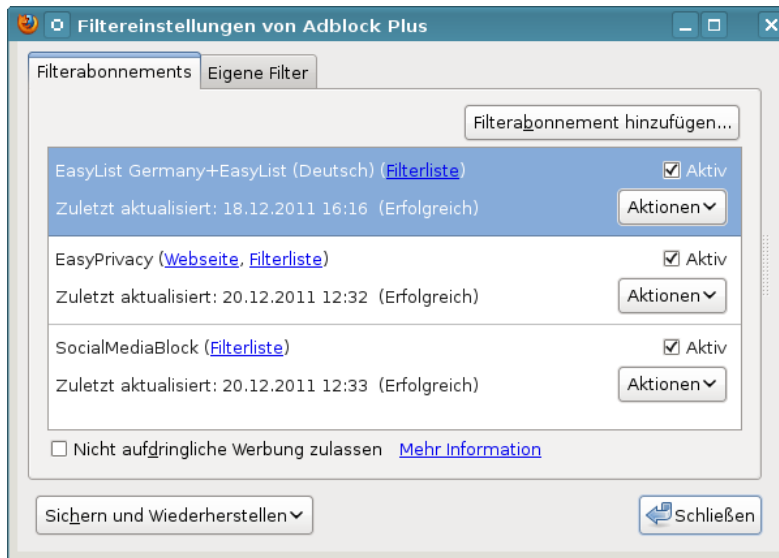 Filtereinstellungen von Adblock Plus
Filterabonnements
Eigene Filter
Filterabonnement hinzufügen...
EasyList Germany+EasyList (Deutsch) (Filterliste)
Aktiv
Zuletzt aktualisiert: 18.12.2011 16:16 (Erfolgreich)
Aktionen
EasyPrivacy (Webseite, Filterliste)
Aktiv
Zuletzt aktualisiert: 20.12.2011 12:32 (Erfolgreich)
Aktionen
SocialMediaBlock (Filterliste)
Aktiv
Zuletzt aktualisiert: 20.12.2011 12:33 (Erfolgreich)
Aktionen
Nicht aufdringliche Werbung zulassen Mehr Information
Sichern und Wiederherstellen
Schließen